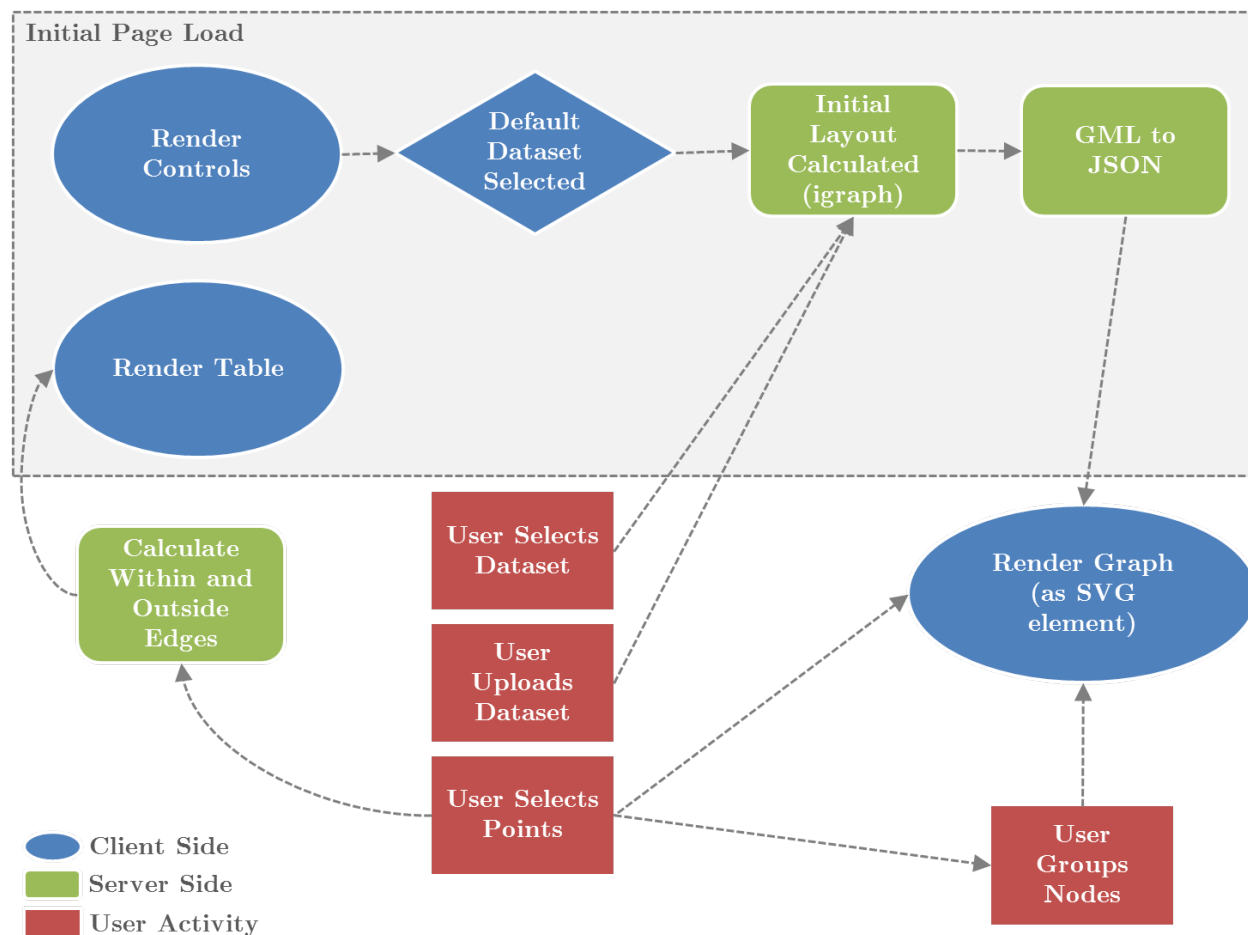 Initial Page Load
Render
Controls
Default
Dataset
Selected
Initial
Layout
Calculated
(igraph)
GML to
JSON
Render Table
Calculate
Within and
Outside
Edges
User Selects
Dataset
User
Uploads
Dataset
User Selects
Points
Render Graph
(as SVG
element)
User
Groups
Nodes
Client Side
Server Side
User Activity